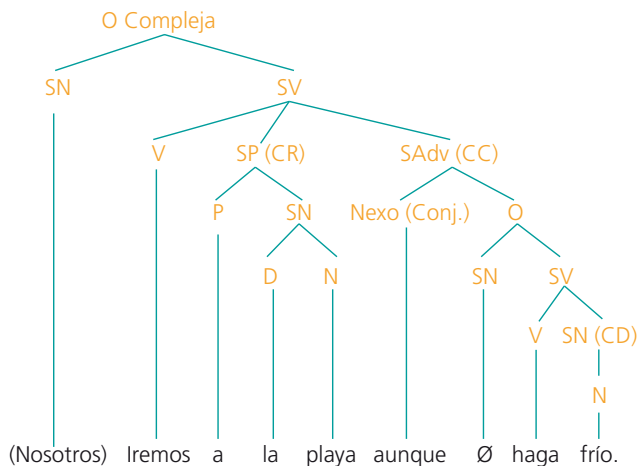 O Compleja
SN SV
V SP (CR) SAdv (CC)
P SN Nexo (Conj.) O
D N SN SV
V SN (CD)
N
(Nosotros) Iremos a la playa aunque Ø haga frío.